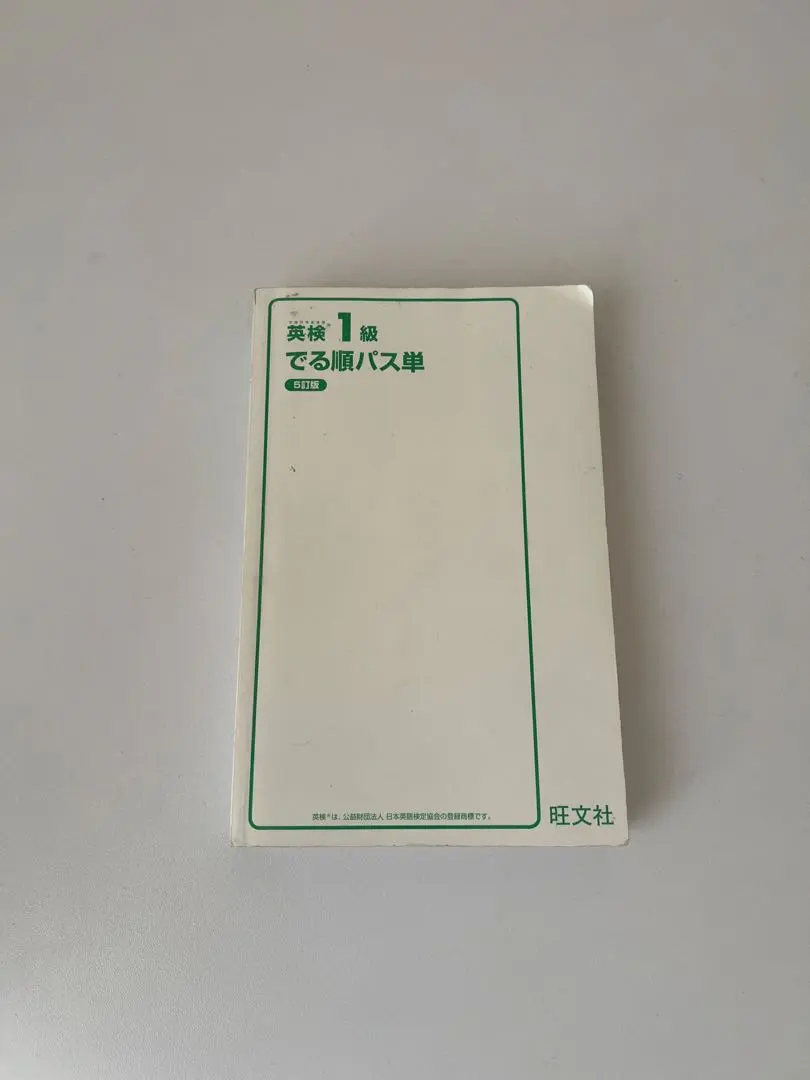 英検® 1級
でる順パス単
5訂版
英検®は、公益財団法人 日本英語検定協会の登録商標です。
旺文社